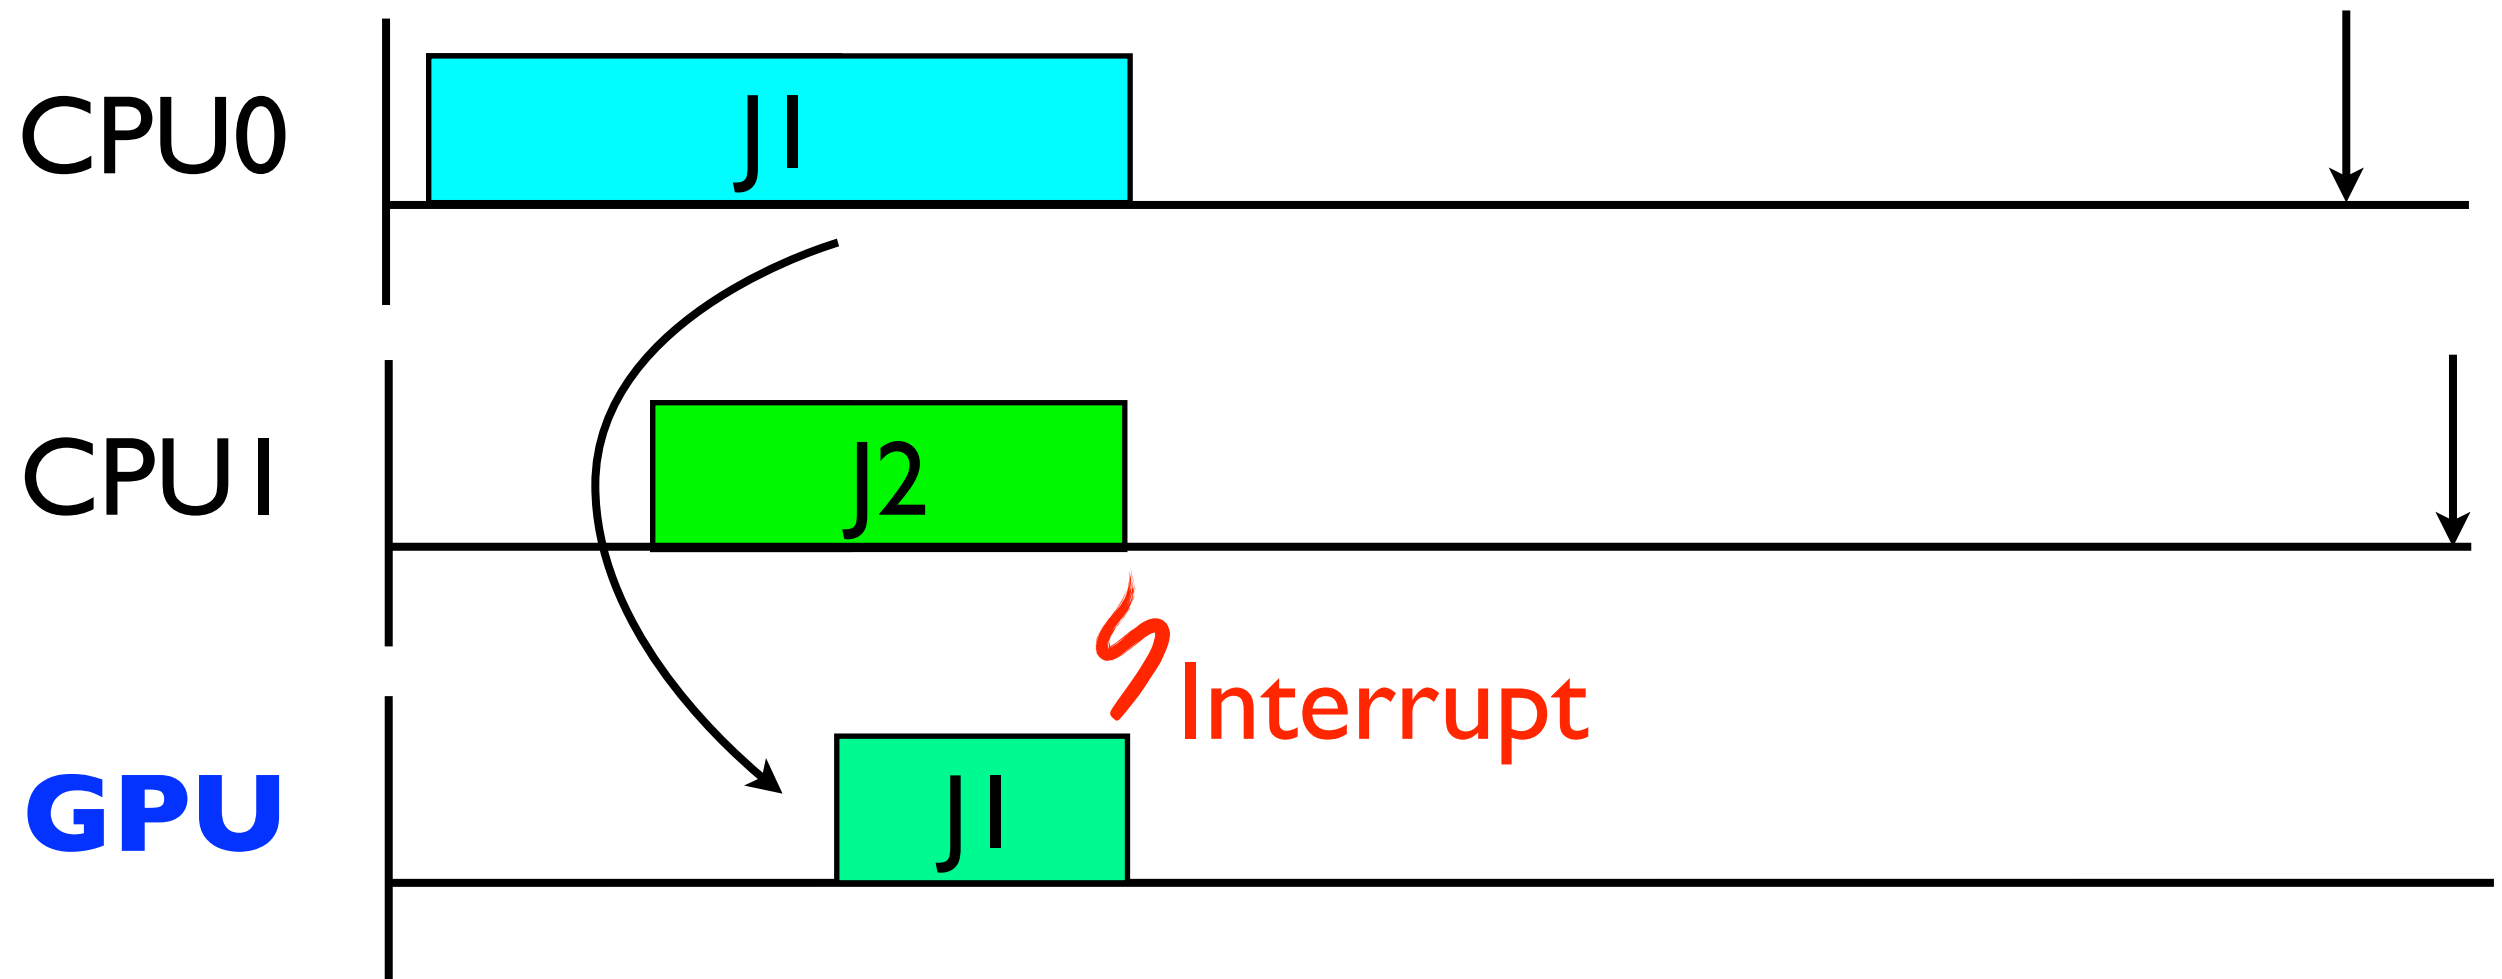 CPU0
J1
CPU1
J2
Interrupt
GPU
J1